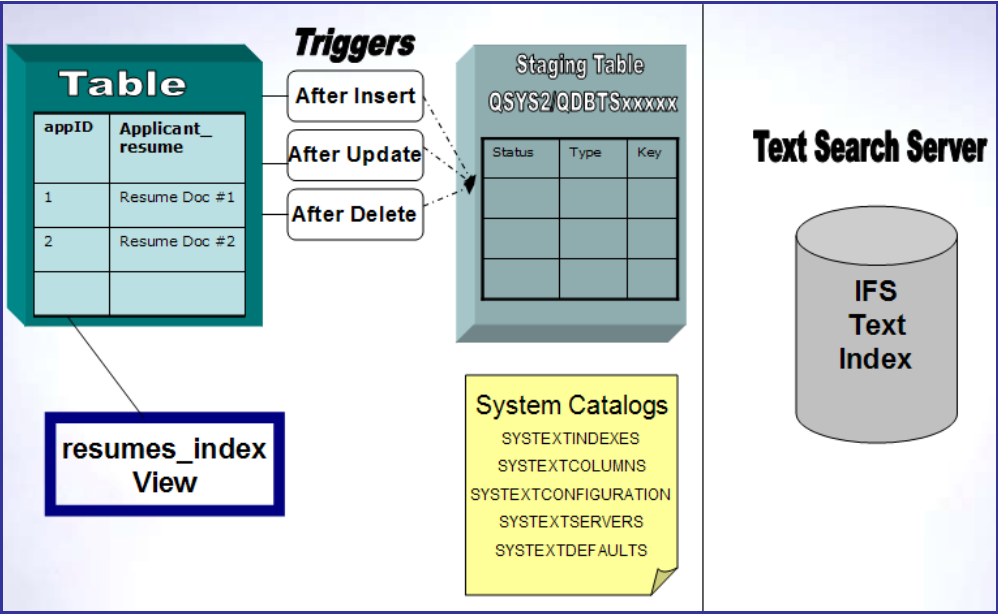 Triggers
Table
appID Applicant_
resume
1 Resume Doc #1
2 Resume Doc #2
After Insert
After Update
After Delete
Staging Table
QSYS2/QDBTSxxxxx
Status Type Key
resumes_index
View
System Catalogs
SYSTEXTINDEXES
SYSTEXTCOLUMNS
SYSTEXTCONFIGURATION
SYSTEXTSERVERS
SYSTEXTDEFAULTS
Text Search Server
IFS
Text
Index